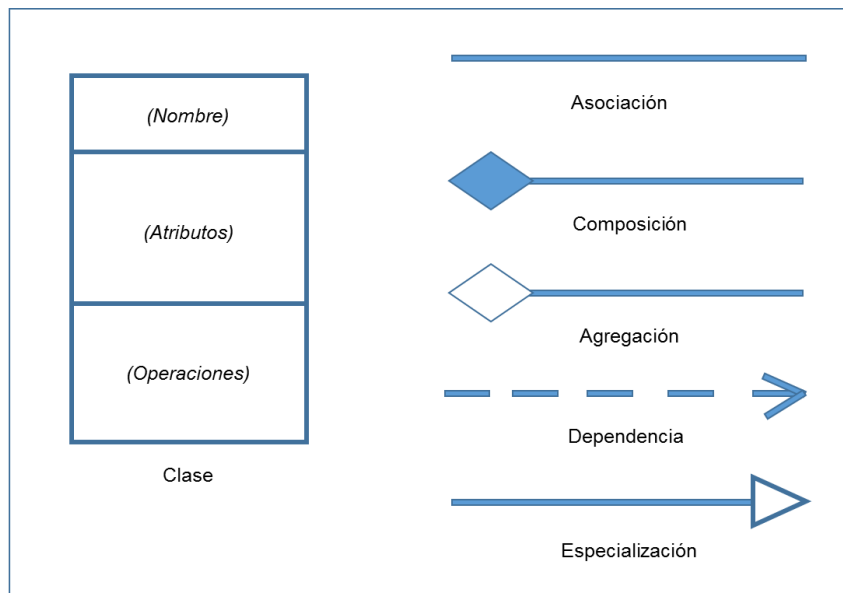 (Nombre)
(Atributos)
(Operaciones)
Clase
Asociación
Composición
Agregación
Dependencia
Especialización